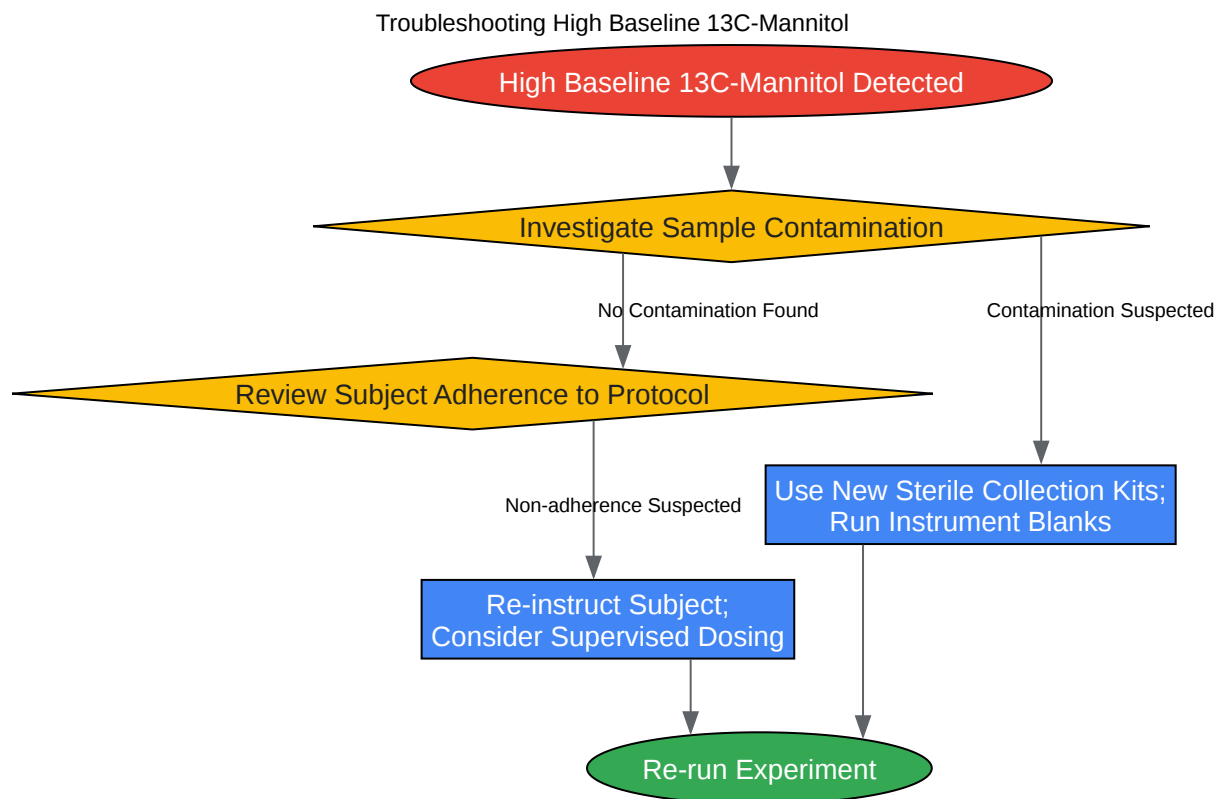 Troubleshooting High Baseline 13C-Mannitol
High Baseline 13C-Mannitol Detected
Investigate Sample Contamination
No Contamination Found
Contamination Suspected
Review Subject Adherence to Protocol
Use New Sterile Collection Kits;
Run Instrument Blanks
Non-adherence Suspected
Re-instruct Subject;
Consider Supervised Dosing
Re-run Experiment